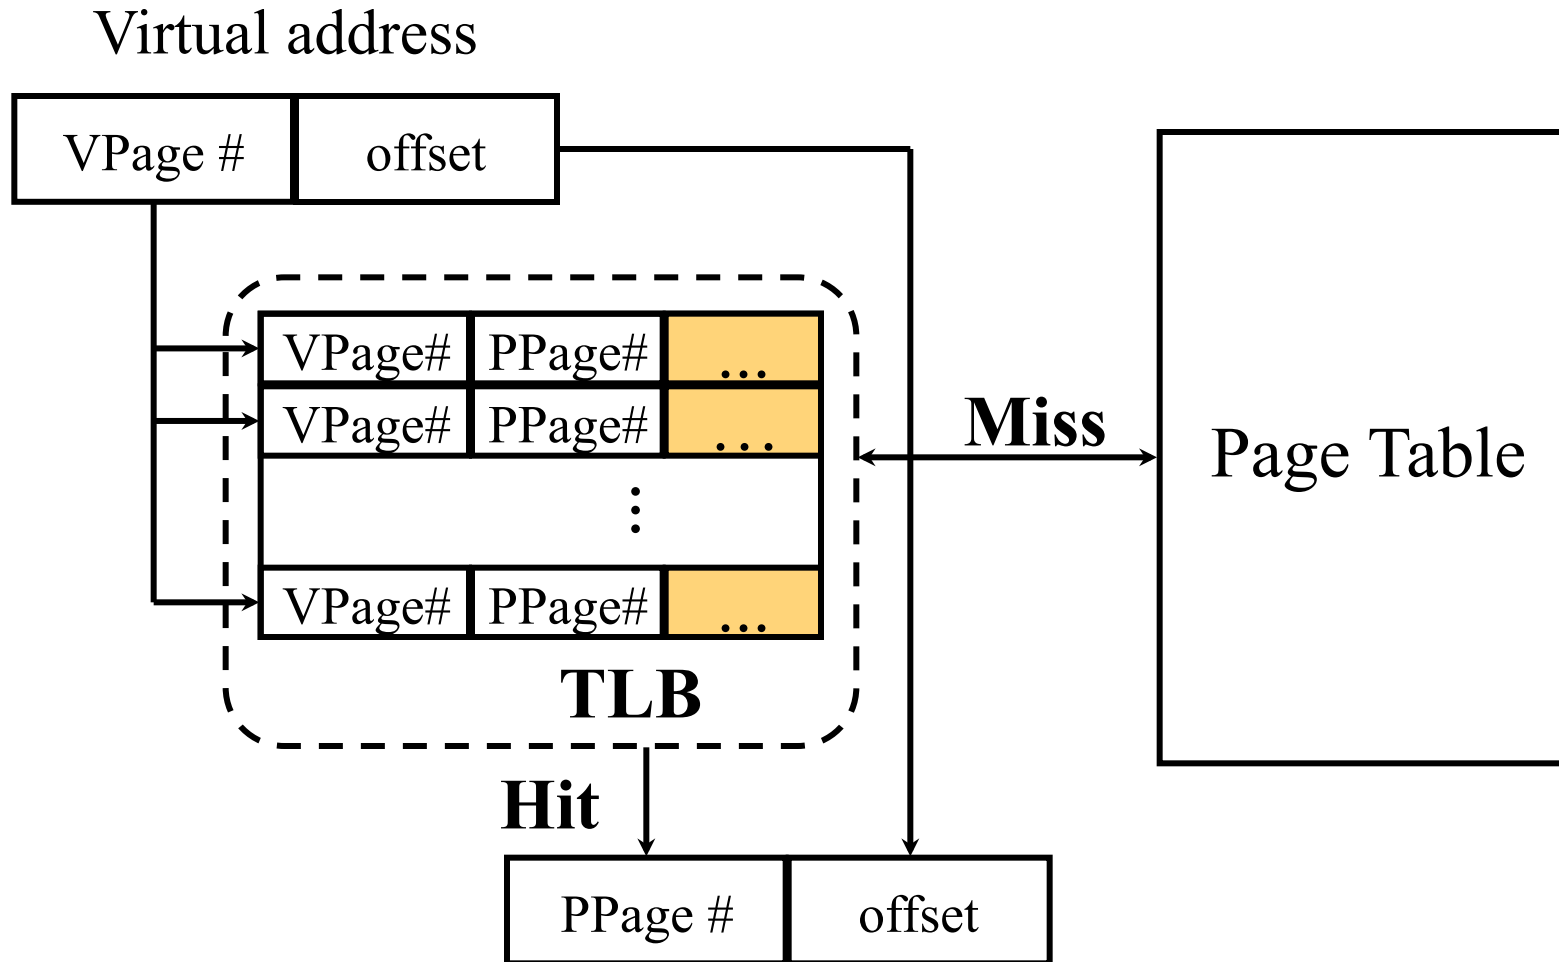 Virtual address
VPage # offset
VPage# PPage# ...
VPage# PPage# ...
Miss
Page Table
⋮
VPage# PPage# ...
TLB
Hit
PPage # offset